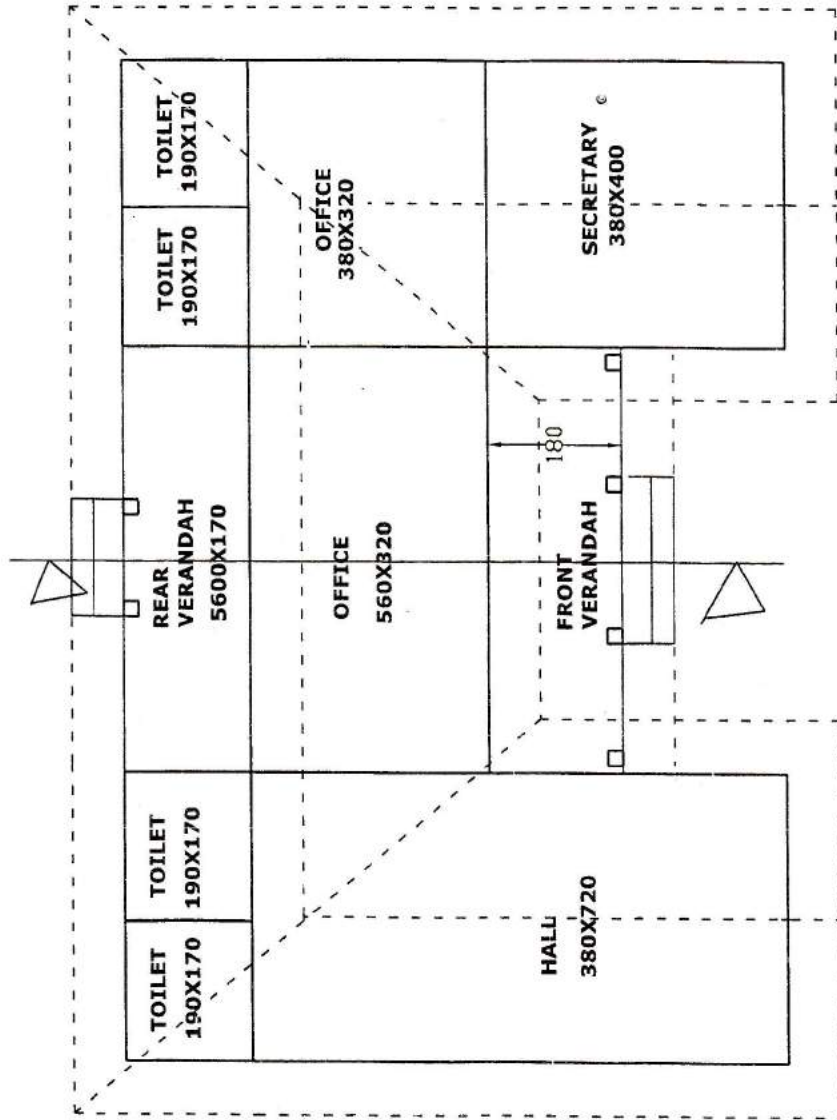 TOILET
190X170
TOILET
190X170
REAR
VERANDAH
5600X170
TOILET
190X170
TOILET
190X170
HALL
380X720
OFFICE
560X320
OFFICE
380X320
FRONT
VERANDAH
180
SECRETARY
380X400